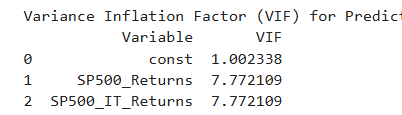 Variance Inflation Factor (VIF) for Predict
Variable VIF
0 const 1.002338
1 SP500_Returns 7.772109
2 SP500_IT_Returns 7.772109